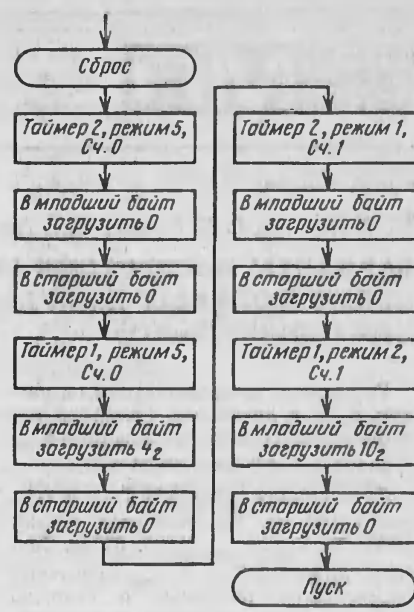 Сброс
Таймер 2, режим 5,
Сч. 0
В младший байт
загрузить 0
В старший байт
загрузить 0
Таймер 1, режим 5,
Сч. 0
В младший байт
загрузить 4₂
В старший байт
загрузить 0
Таймер 2, режим 1,
Сч. 1
В младший байт
загрузить 0
В старший байт
загрузить 0
Таймер 1, режим 2,
Сч. 1
В младший байт
загрузить 10₂
В старший байт
загрузить 0
Пуск